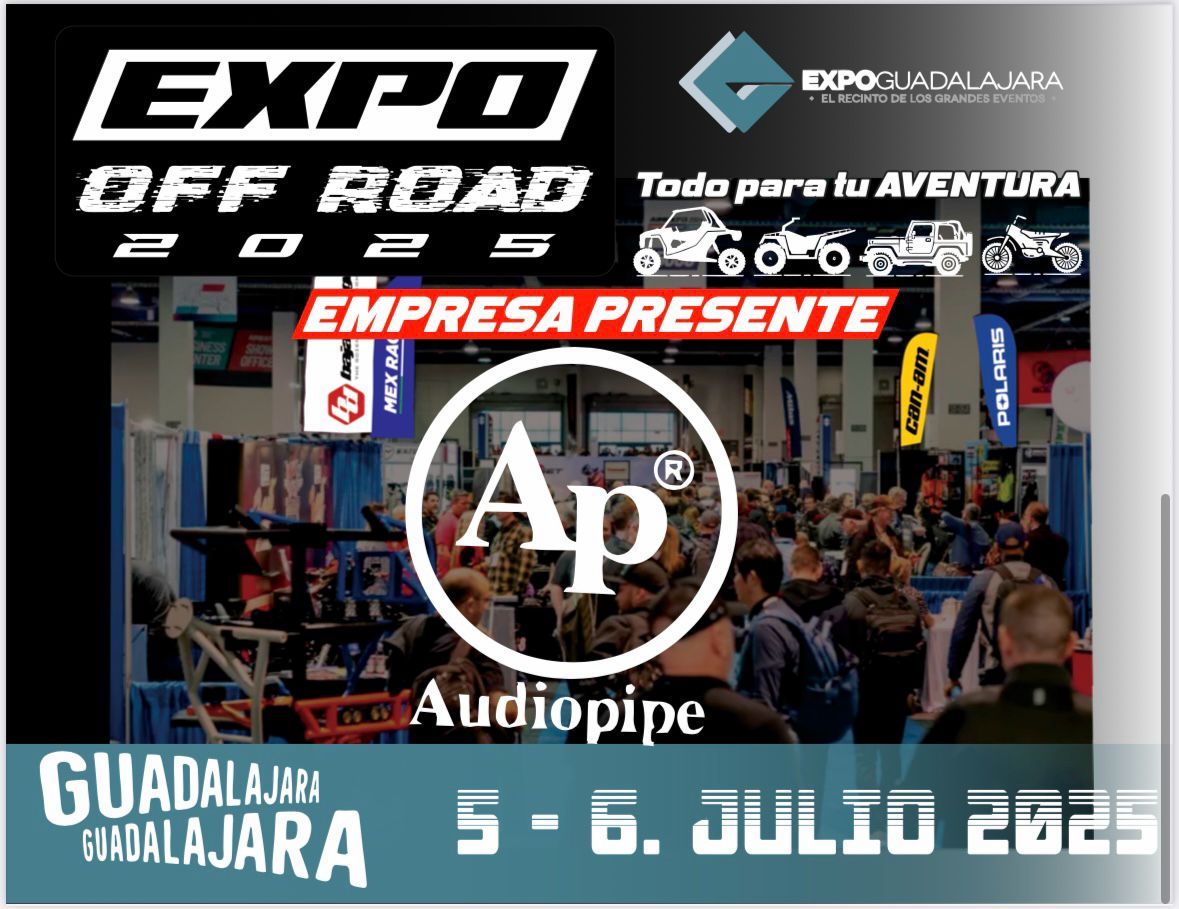 EXPO
OFF ROAD
2025
EXPOGUADALAJARA
• EL RECINTO DE LOS GRANDES EVENTOS •
Todo para tu AVENTURA
EMPRESA PRESENTE
MEX RAC
can-am
POLARIS
Ap®
Audiopipe
GUADALAJARA
GUADALAJARA
5 - 6. JULIO 2025